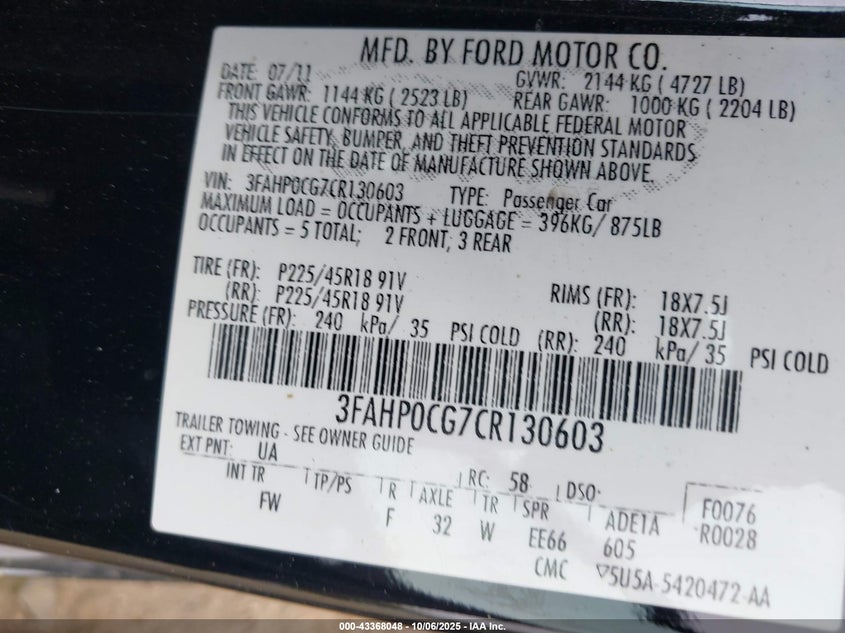 MFD. BY FORD MOTOR CO.
DATE: 07/11 GVWR: 2144 KG ( 4727 LB)
FRONT GAWR: 1144 KG ( 2523 LB) REAR GAWR: 1000 KG ( 2204 LB)
THIS VEHICLE CONFORMS TO ALL APPLICABLE FEDERAL MOTOR
VEHICLE SAFETY, BUMPER, AND THEFT PREVENTION STANDARDS
IN EFFECT ON THE DATE OF MANUFACTURE SHOWN ABOVE.
VIN: 3FAHP0CG7CR130603 TYPE: Passenger Car
MAXIMUM LOAD = OCCUPANTS + LUGGAGE = 396KG/ 875LB
OCCUPANTS = 5 TOTAL; 2 FRONT, 3 REAR
TIRE (FR): P225/45R18 91V RIMS (FR): 18X7.5J
(RR): P225/45R18 91V (RR): 18X7.5J
PRESSURE (FR): 240 kPa/ 35 PSI COLD (RR): 240 kPa/ 35 PSI COLD
3FAHP0CG7CR130603
TRAILER TOWING - SEE OWNER GUIDE
EXT PNT: UA RC: 58 DSO: F0076
INT TR TP/PS R AXLE TR SPR ADE1A R0028
FW F 32 W EE66 605
CMC 5U5A-5420472-AA
000-43368048 - 10/06/2025 - IAA Inc.